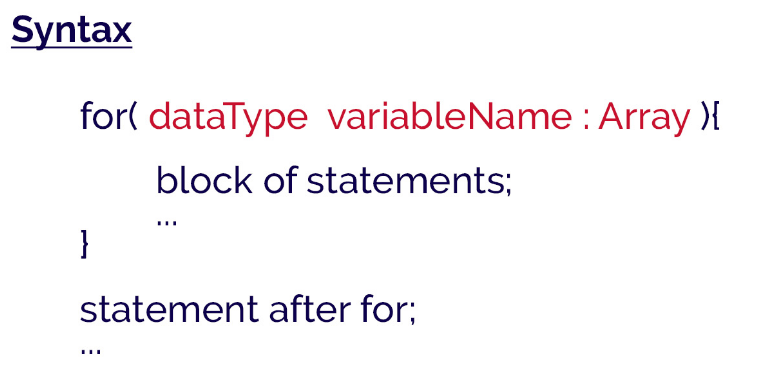 Syntax
for( dataType variableName : Array ){
block of statements;
...
}
statement after for;
...